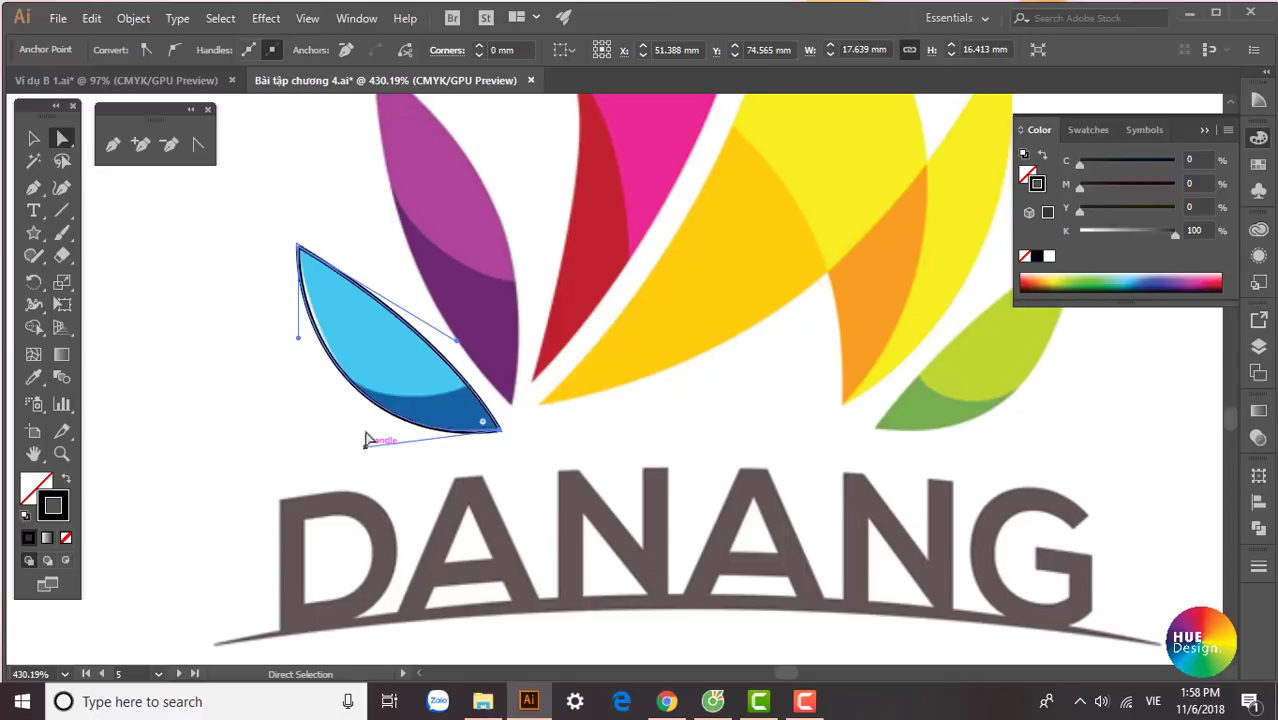 Ai File Edit Object Type Select Effect View Window Help Br St Essentials Search Adobe Stock
Anchor Point Convert: Handles: Anchors: Corners: 0 mm X: 51.388 mm Y: 74.565 mm W: 17.639 mm H: 16.413 mm
Ví dụ B 1.ai* @ 97% (CMYK/GPU Preview) × Bài tập chương 4.ai* @ 430.19% (CMYK/GPU Preview) ×
Color Swatches Symbols
C 0 %
M 0 %
Y 0 %
K 100 %
DANANG
HUE
Design.
430.19% 5 Direct Selection
Type here to search Zalo Ai VIE 1:58 PM
11/6/2018